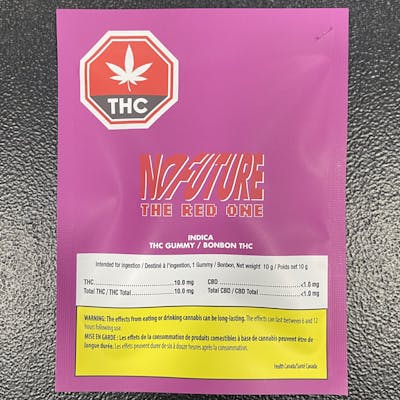 THC
NO FUTURE
THE RED ONE
INDICA
THC GUMMY / BONBON THC
Intended for ingestion / Destiné à l'ingestion, 1 Gummy / Bonbon, Net weight 10 g / Poids net 10 g
THC 10.0 mg CBD <1.0 mg
Total THC / THC Total 10.0 mg Total CBD / CBD Total <1.0 mg
WARNING: The effects from eating or drinking cannabis can be long-lasting. The effects can last between 6 and 12
hours following use.
MISE EN GARDE : Les effets de la consommation de produits comestibles à base de cannabis peuvent être de
longue durée. Les effets peuvent durer de six à douze heures après la consommation.
Health Canada/Santé Canada